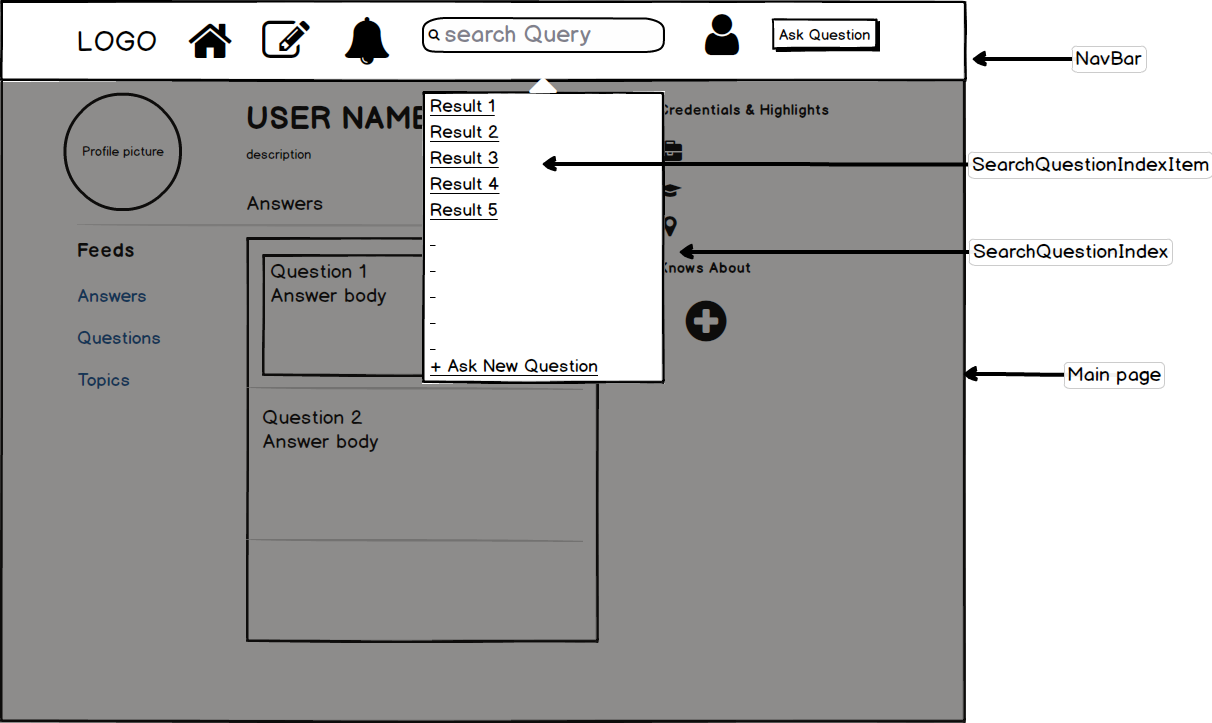 LOGO
search Query
Ask Question
NavBar
Profile picture
USER NAME
description
Answers
Result 1
Result 2
Result 3
Result 4
Result 5
-
-
-
-
-
+ Ask New Question
Credentials & Highlights
Knows About
SearchQuestionIndexItem
SearchQuestionIndex
Main page
Feeds
Answers
Questions
Topics
Question 1
Answer body
Question 2
Answer body